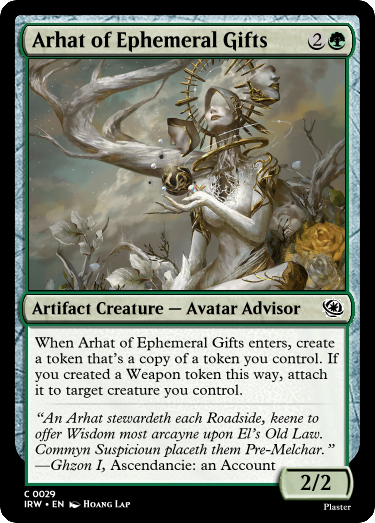 Arhat of Ephemeral Gifts 2
Artifact Creature — Avatar Advisor
When Arhat of Ephemeral Gifts enters, create
a token that's a copy of a token you control. If
you created a Weapon token this way, attach
it to target creature you control.
“An Arhat stewardeth each Roadside, keene to
offer Wisdom most arcayne upon El's Old Law.
Commyn Suspicioun placeth them Pre-Melchar.”
—Ghzon I, Ascendancie: an Account
2/2
C 0029
IRW • EN Hoang Lap
Plaster